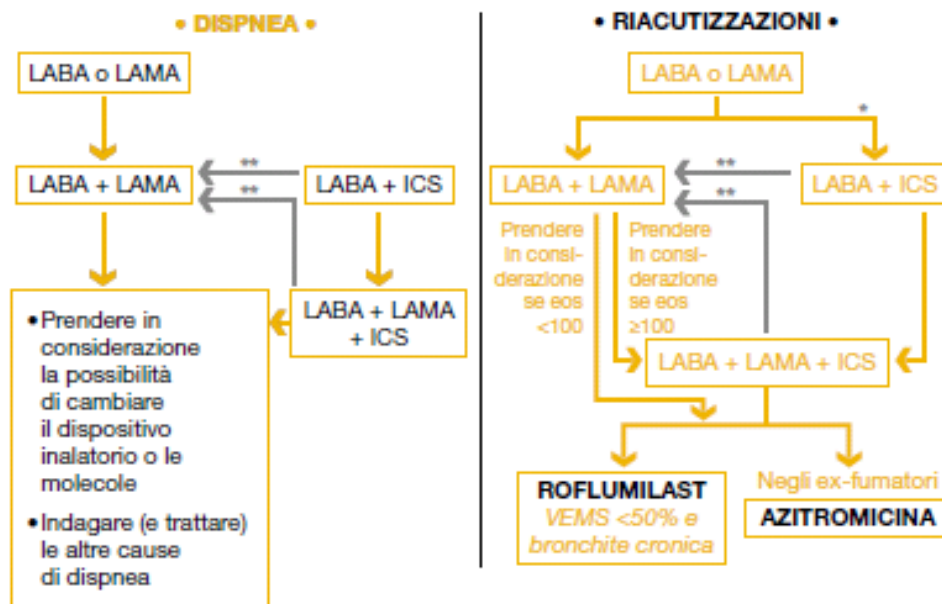 • DISPNEA •
LABA o LAMA
**
LABA + LAMA
LABA + ICS
**
LABA + LAMA
+ ICS
• Prendere in
considerazione
la possibilità
di cambiare
il dispositivo
inalatorio o le
molecole
• Indagare (e trattare)
le altre cause
di dispnea
• RIACUTIZZAZIONI •
LABA o LAMA
*
**
LABA + LAMA
LABA + ICS
**
Prendere
in consi-
derazione
se eos
<100
Prendere
in consi-
derazione
se eos
≥100
LABA + LAMA + ICS
ROFLUMILAST
VEMS <50% e
bronchite cronica
Negli ex-fumatori
AZITROMICINA